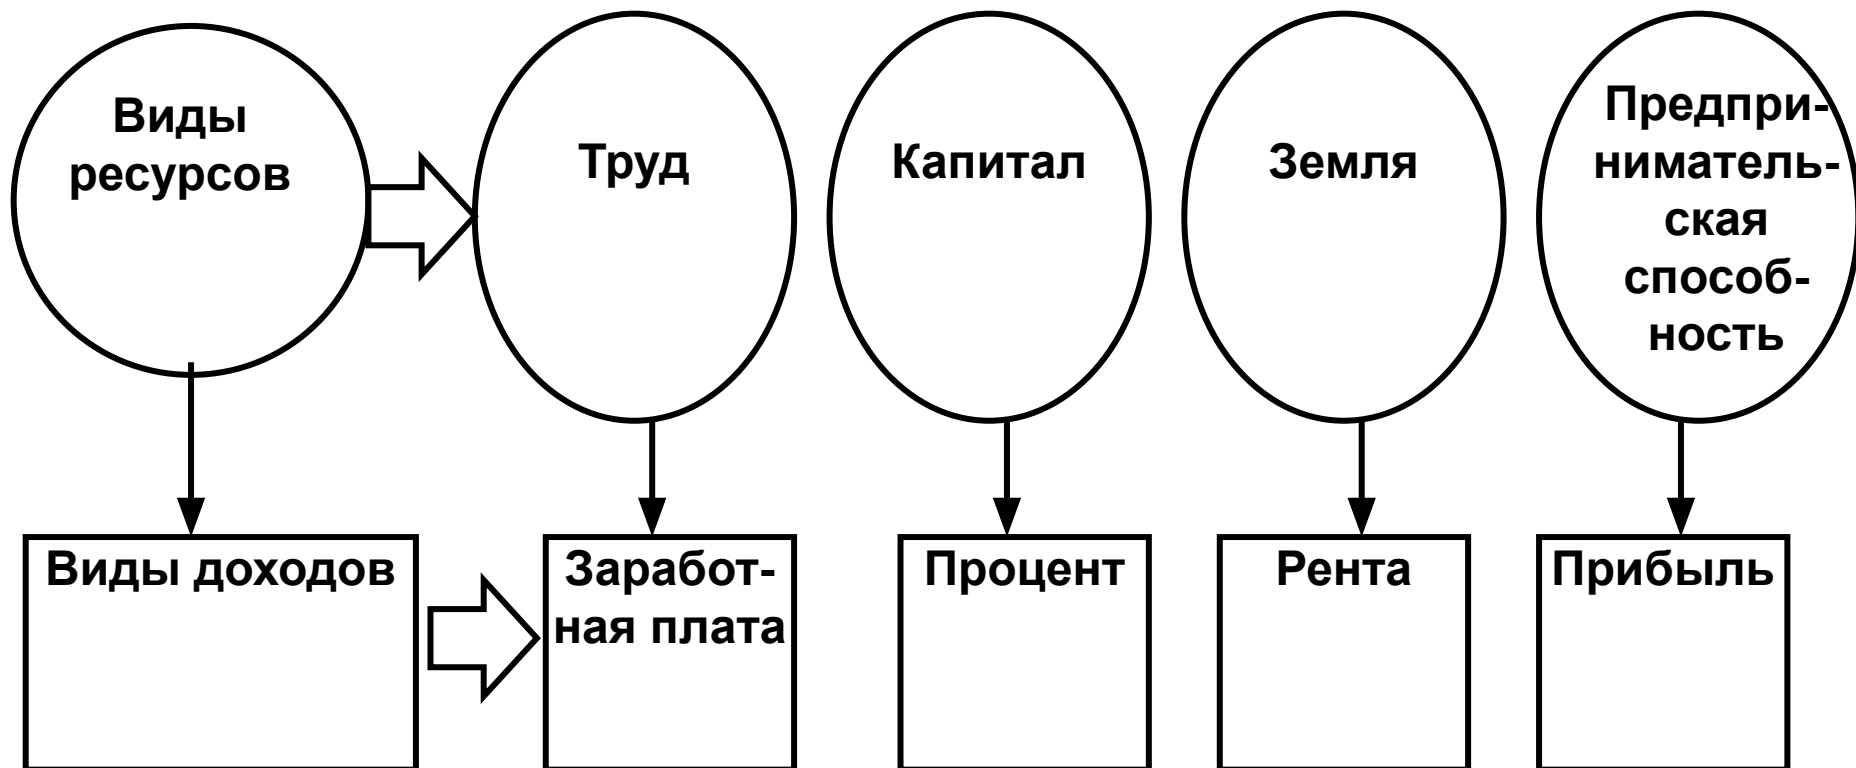 Виды
ресурсов
Труд
Капитал
Земля
Предпри-
ниматель-
ская
способ-
ность
Виды доходов
Заработ-
ная плата
Процент
Рента
Прибыль